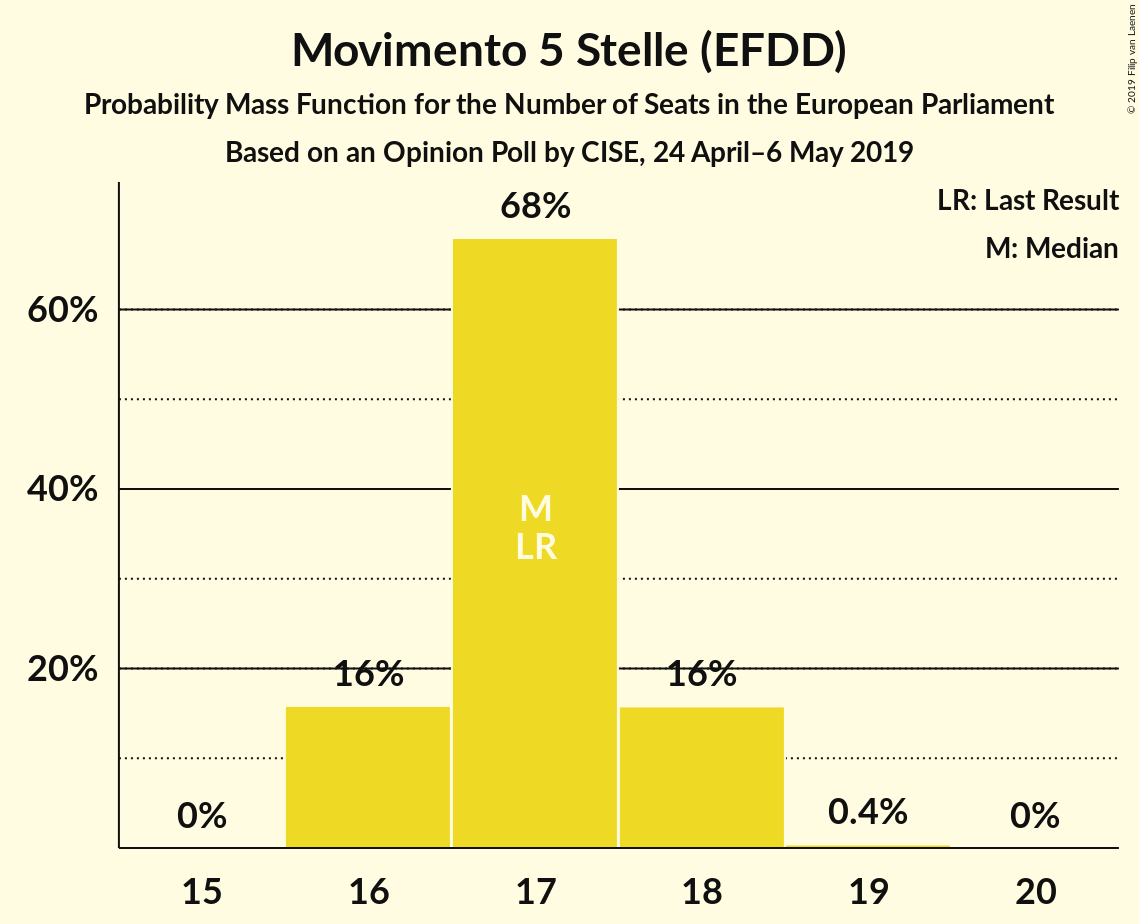 Movimento 5 Stelle (EFDD)
Probability Mass Function for the Number of Seats in the European Parliament
Based on an Opinion Poll by CISE, 24 April–6 May 2019
© 2019 Filip van Laenen
LR: Last Result
M: Median
60%
40%
20%
0%
16%
68%
M
LR
16%
0.4%
0%
15
16
17
18
19
20